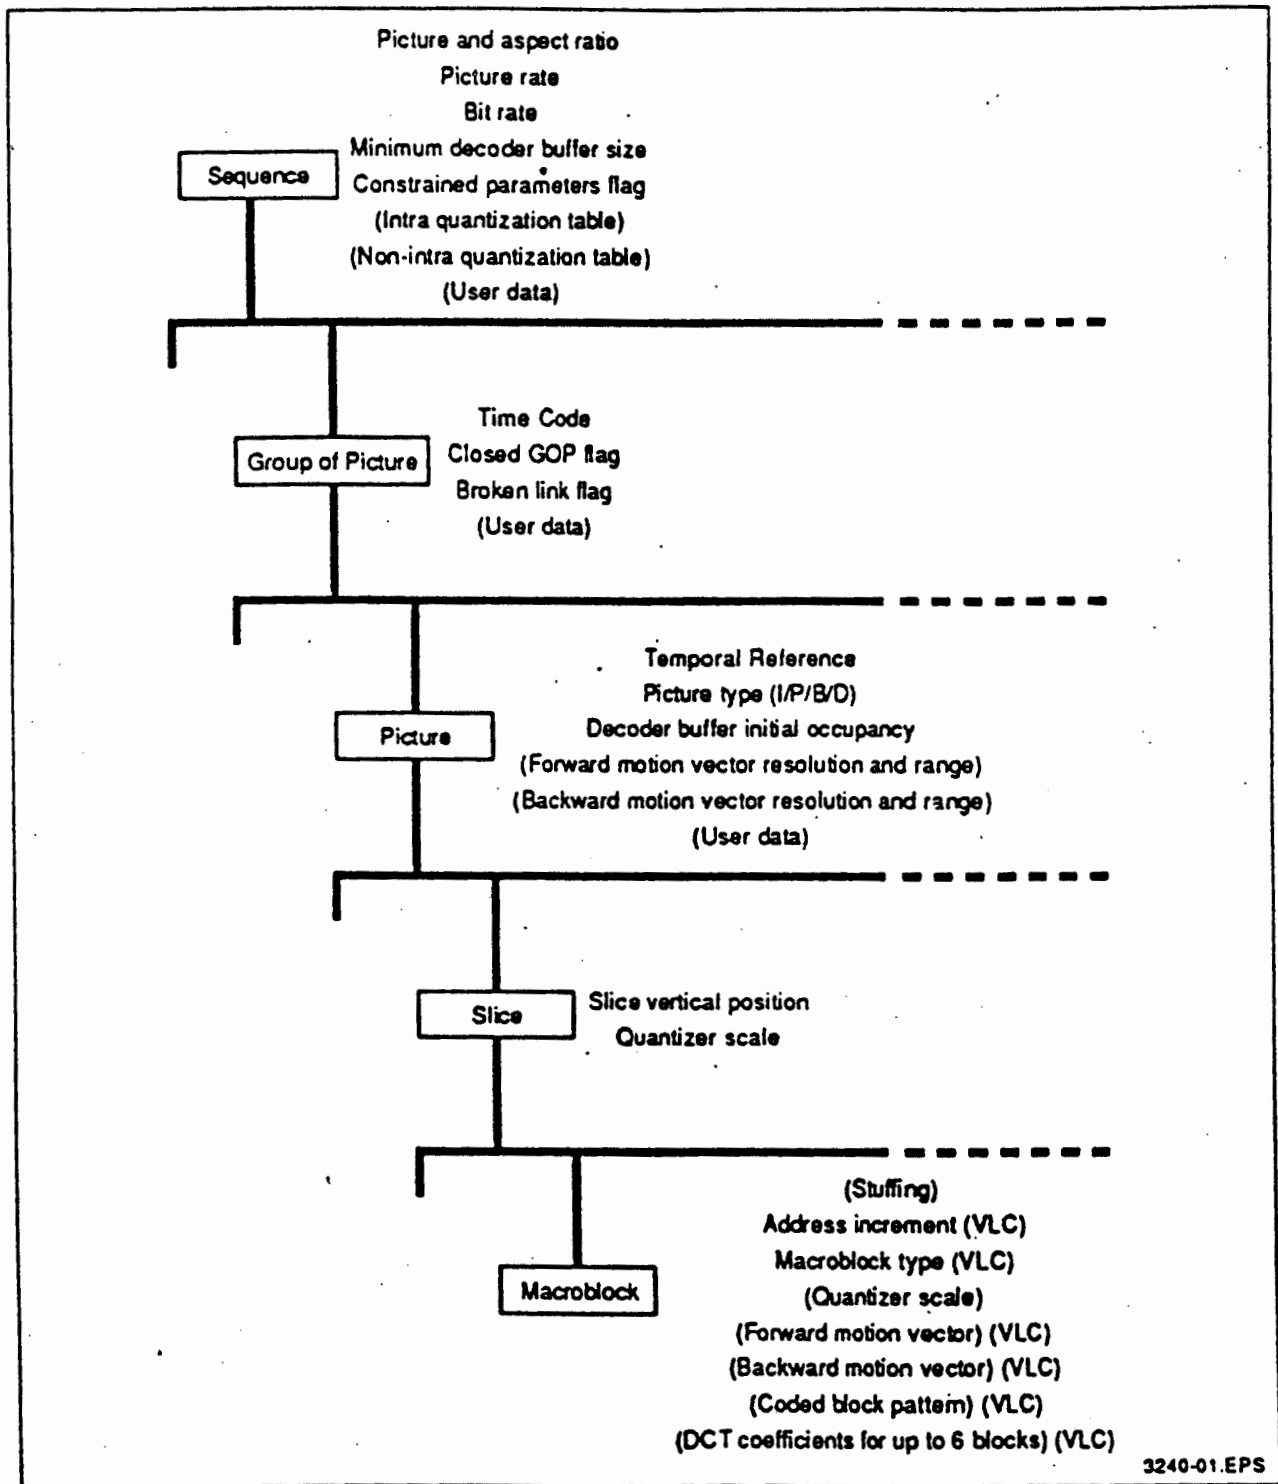 Picture and aspect ratio
Picture rate
Bit rate
Minimum decoder buffer size
Sequence
Constrained parameters flag
(Intra quantization table)
(Non-intra quantization table)
(User data)
Time Code
Group of Picture
Closed GOP flag
Broken link flag
(User data)
Temporal Reference
Picture type (I/P/B/D)
Picture
Decoder buffer initial occupancy
(Forward motion vector resolution and range)
(Backward motion vector resolution and range)
(User data)
Slice
Slice vertical position
Quantizer scale
(Stuffing)
Address increment (VLC)
Macroblock type (VLC)
Macroblock
(Quantizer scale)
(Forward motion vector) (VLC)
(Backward motion vector) (VLC)
(Coded block pattern) (VLC)
(DCT coefficients for up to 6 blocks) (VLC)
3240-01.EPS